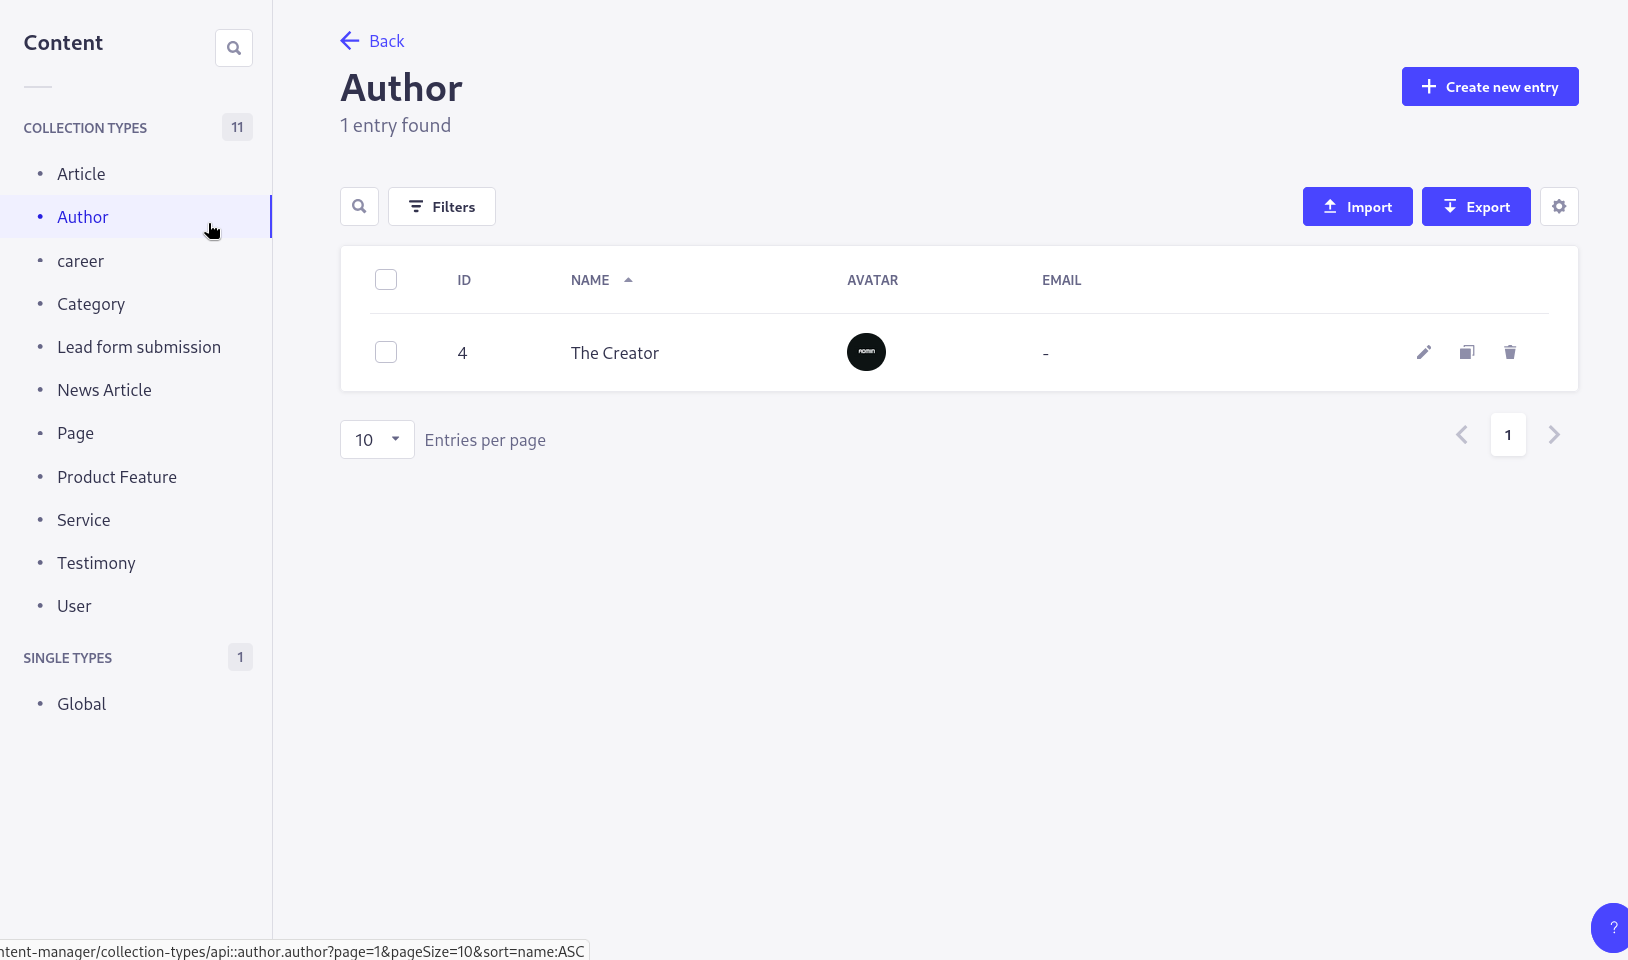 Content
COLLECTION TYPES 11
Article
Author
career
Category
Lead form submission
News Article
Page
Product Feature
Service
Testimony
User
SINGLE TYPES 1
Global
Back
Author
1 entry found
Create new entry
Filters
Import
Export
ID NAME AVATAR EMAIL
4 The Creator ADMIN -
10 Entries per page
1
?
ntent-manager/collection-types/api::author.author?page=1&pageSize=10&sort=name:ASC